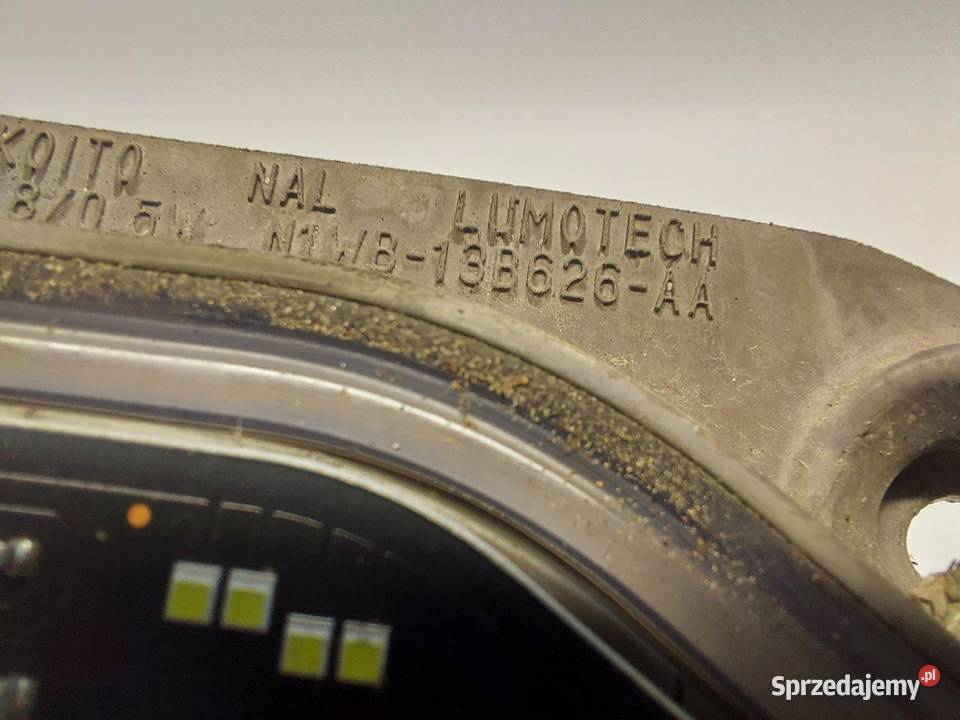 KOITO NAL LUMOTECH
8/0.5W N1WB-13B626-AA
Sprzedajemy.pl